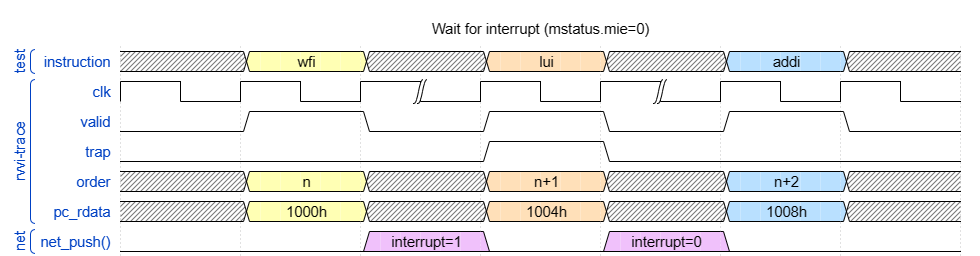 Wait for interrupt (mstatus.mie=0)
test
instruction wfi lui addi
rvvi-trace
clk
valid
trap
order n n+1 n+2
pc_rdata 1000h 1004h 1008h
net
net_push() interrupt=1 interrupt=0